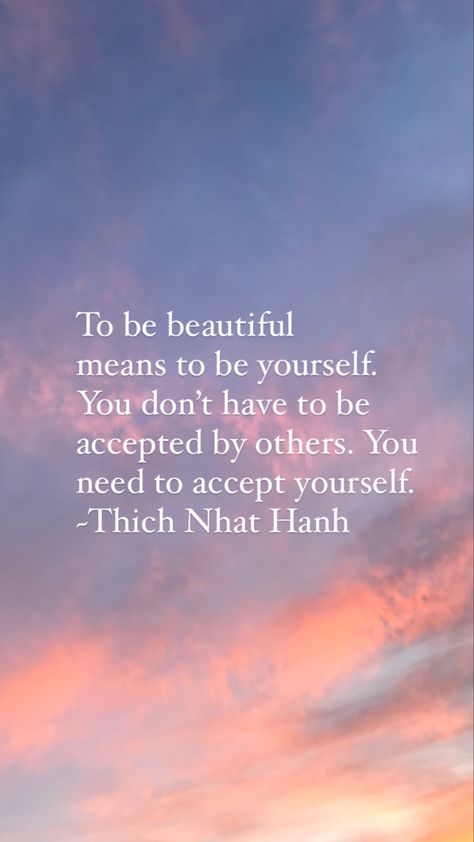 To be beautiful
means to be yourself.
You don’t have to be
accepted by others. You
need to accept yourself.
~Thich Nhat Hanh